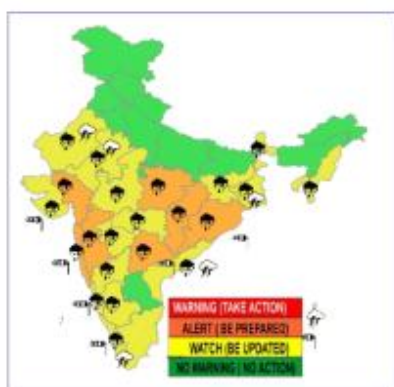 WARNING (TAKE ACTION)
ALERT ( BE PREPARED)
WATCH (BE UPDATED)
NO WARNING ( NO ACTION)